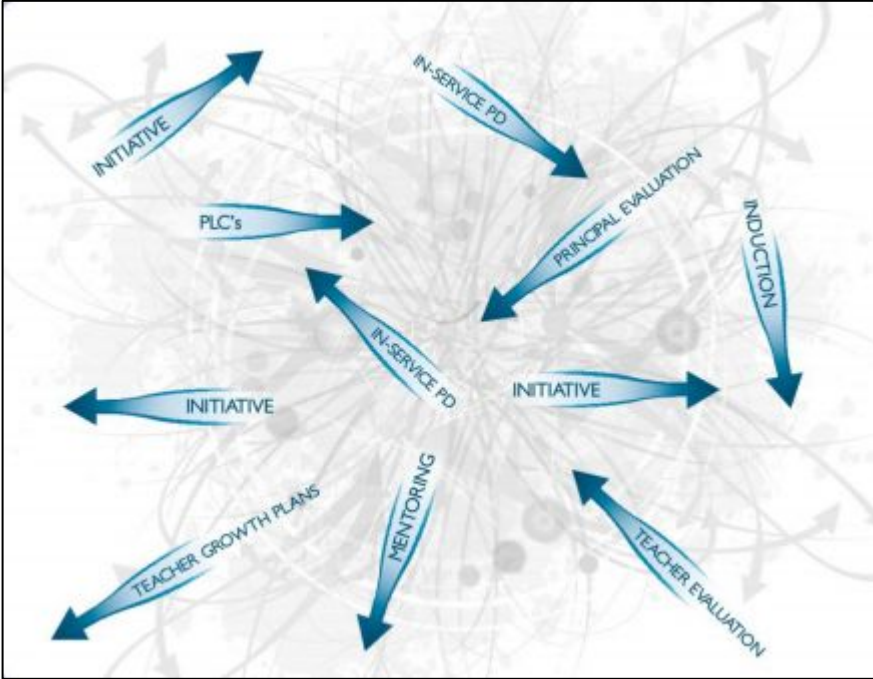 INITIATIVE
IN-SERVICE PD
PLC's
PRINCIPAL EVALUATION
INDUCTION
IN-SERVICE PD
INITIATIVE
INITIATIVE
TEACHER GROWTH PLANS
MENTORING
TEACHER EVALUATION